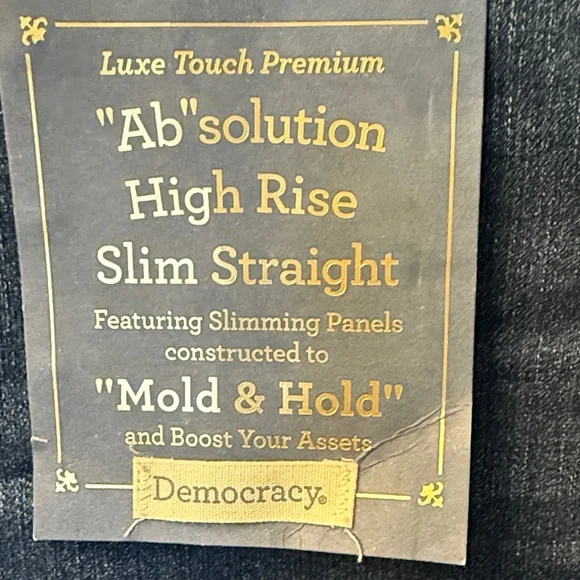 Luxe Touch Premium
"Ab"solution
High Rise
Slim Straight
Featuring Slimming Panels
constructed to
"Mold & Hold"
and Boost Your Assets
Democracy®